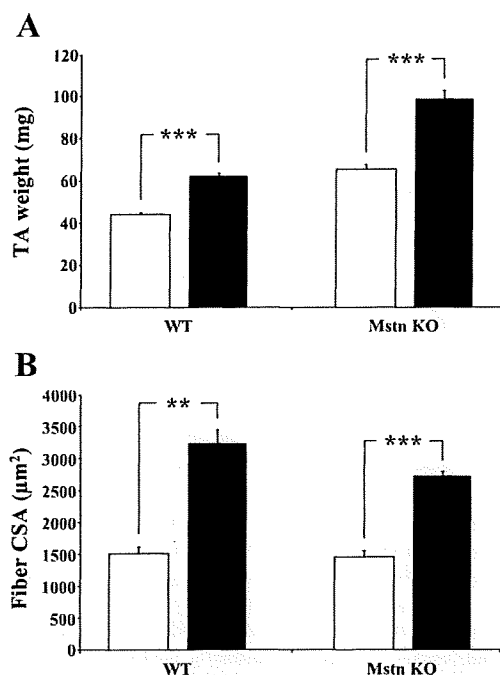 A
TA weight (mg)
120
100
80
60
40
20
0
***
***
WT
Mstn KO
B
Fiber CSA (µm²)
4000
3500
3000
2500
2000
1500
1000
500
0
**
***
WT
Mstn KO